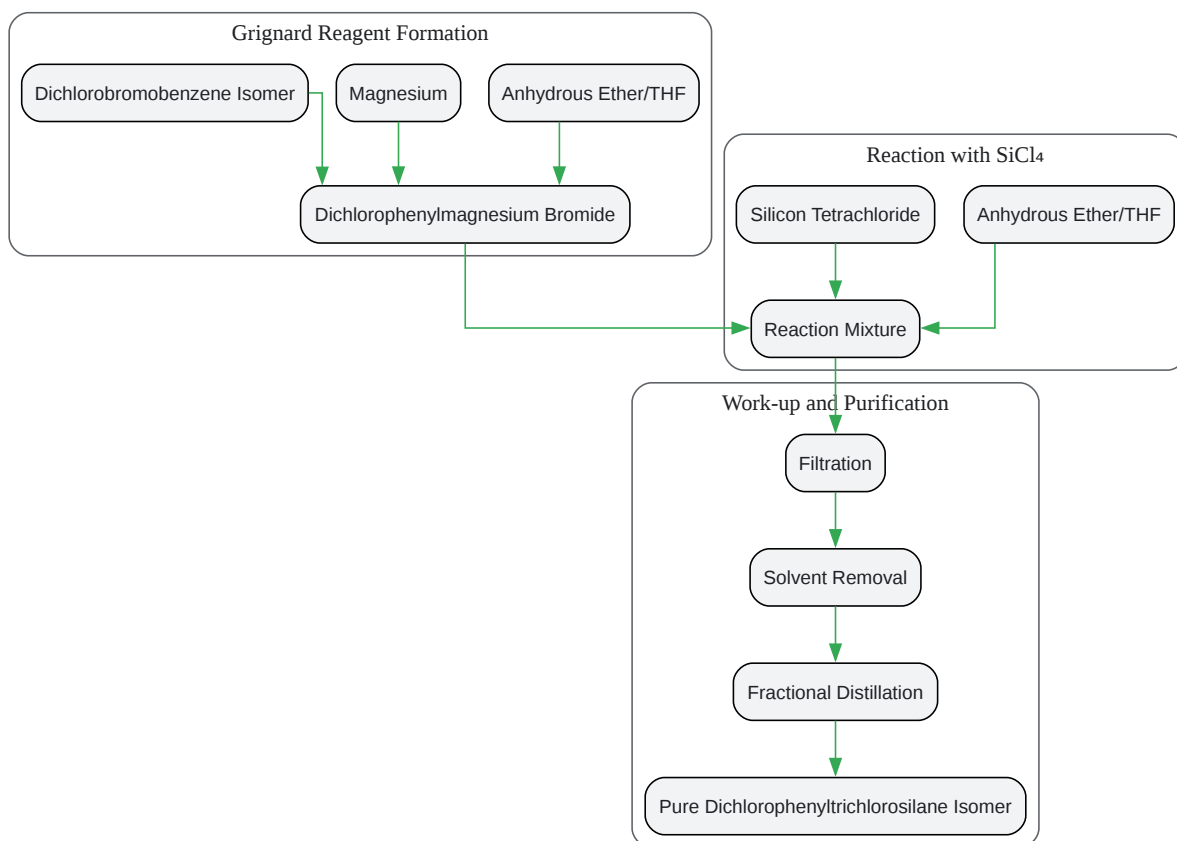 Grignard Reagent Formation
Dichlorobromobenzene Isomer
Magnesium
Anhydrous Ether/THF
Dichlorophenylmagnesium Bromide
Reaction with SiCl₄
Silicon Tetrachloride
Anhydrous Ether/THF
Reaction Mixture
Work-up and Purification
Filtration
Solvent Removal
Fractional Distillation
Pure Dichlorophenyltrichlorosilane Isomer